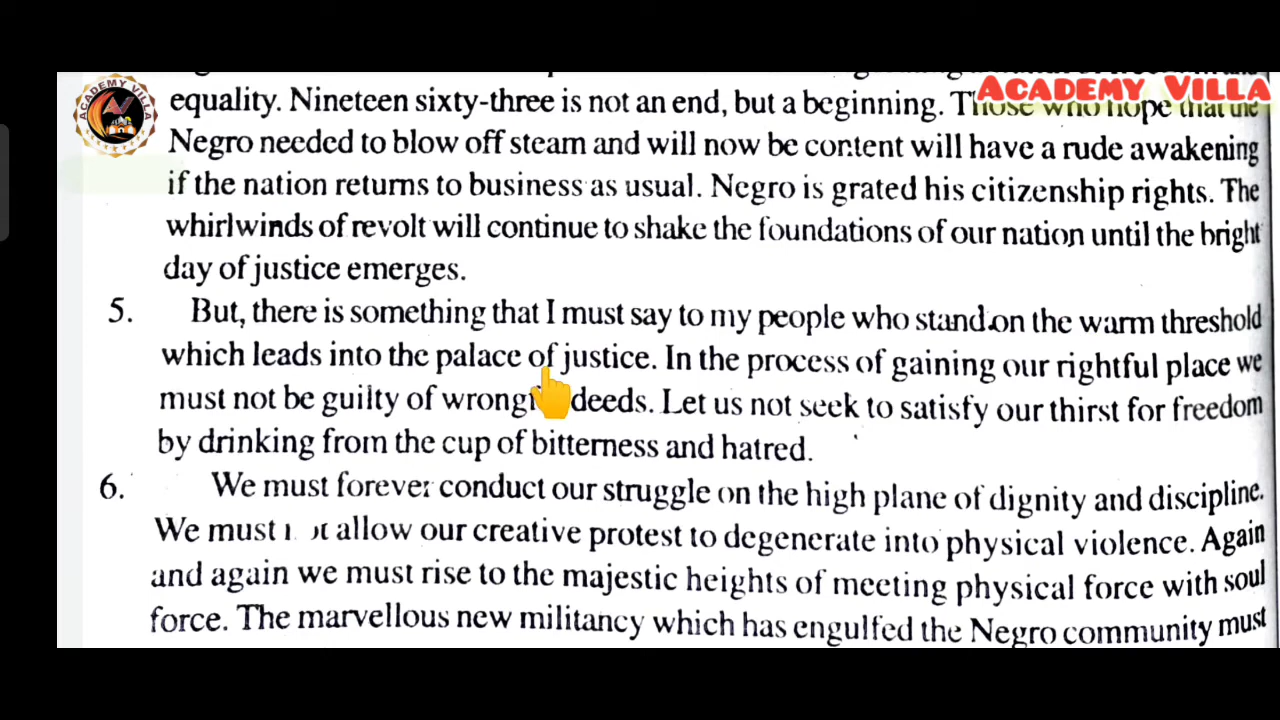 ACADEMY VILLA
ACADEMY VILLA
equality. Nineteen sixty-three is not an end, but a beginning. Those who hope that the
Negro needed to blow off steam and will now be content will have a rude awakening
if the nation returns to business as usual. Negro is grated his citizenship rights. The
whirlwinds of revolt will continue to shake the foundations of our nation until the bright
day of justice emerges.
5. But, there is something that I must say to my people who stand on the warm threshold
which leads into the palace of justice. In the process of gaining our rightful place we
must not be guilty of deeds. Let us not seek to satisfy our thirst for freedom
by drinking from the cup of bitterness and hatred.
6. We must forever conduct our struggle on the high plane of dignity and discipline.
We must allow our creative protest to degenerate into physical violence. Again
and again we must rise to the majestic heights of meeting physical force with soul
force. The marvellous new militancy which has engulfed the Negro community must